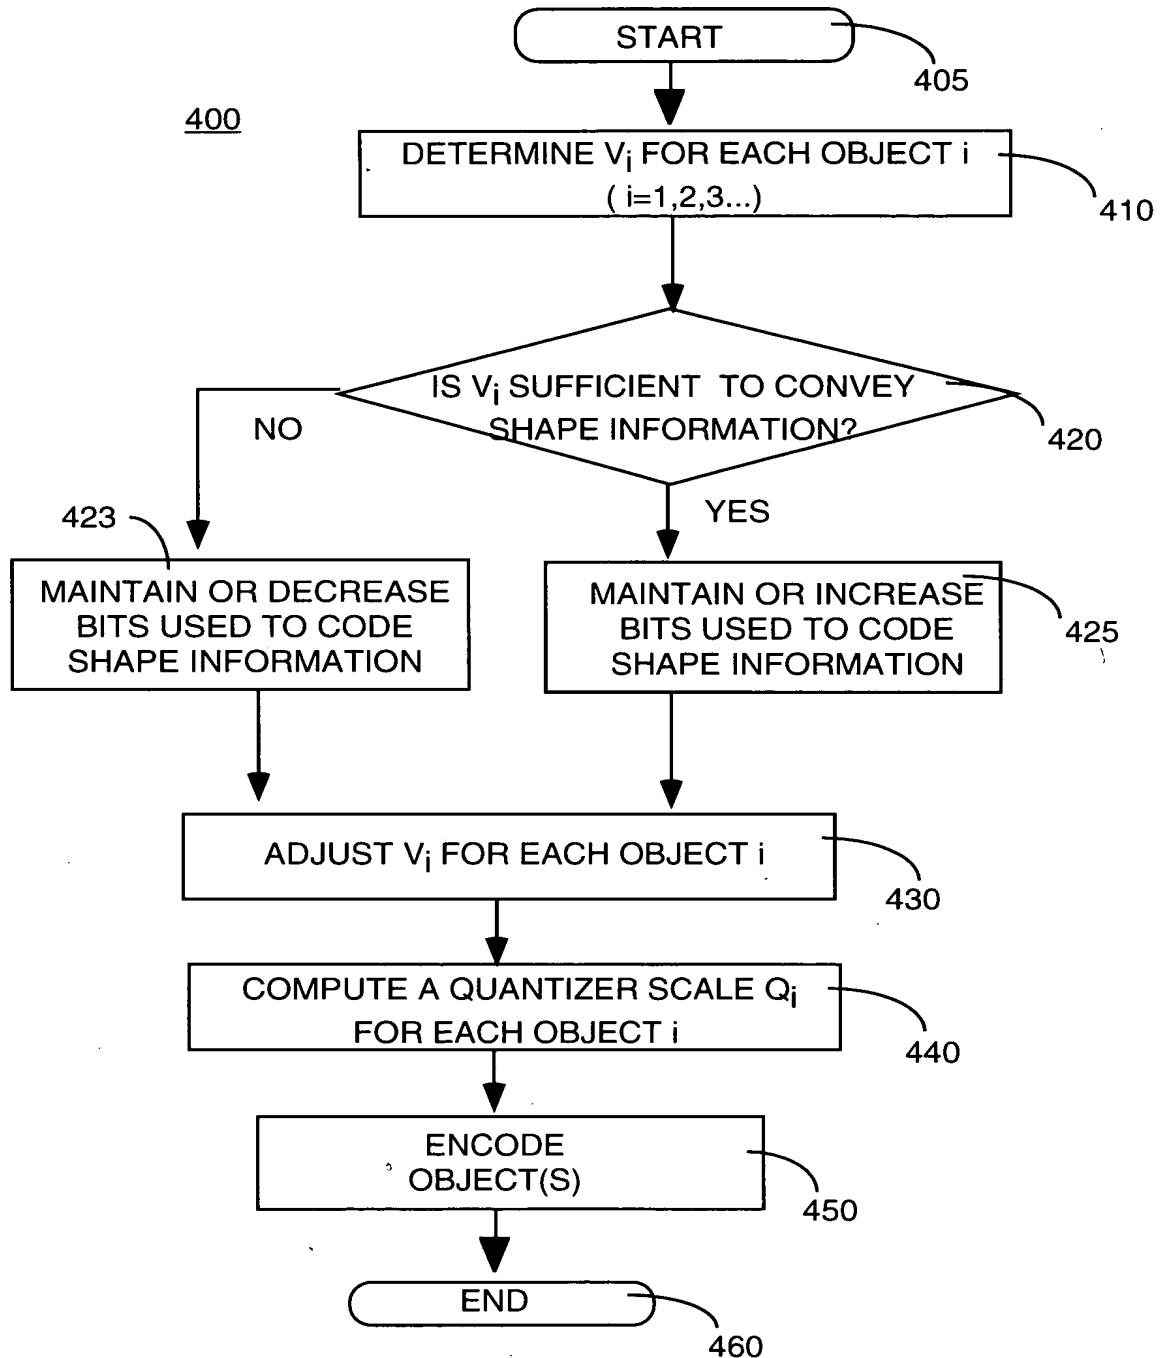 START
405
400
DETERMINE Vi FOR EACH OBJECT i
( i=1,2,3...)
410
IS Vi SUFFICIENT TO CONVEY
SHAPE INFORMATION?
420
NO
YES
423
MAINTAIN OR DECREASE
BITS USED TO CODE
SHAPE INFORMATION
MAINTAIN OR INCREASE
BITS USED TO CODE
SHAPE INFORMATION
425
ADJUST Vi FOR EACH OBJECT i
430
COMPUTE A QUANTIZER SCALE Qi
FOR EACH OBJECT i
440
ENCODE
OBJECT(S)
450
END
460